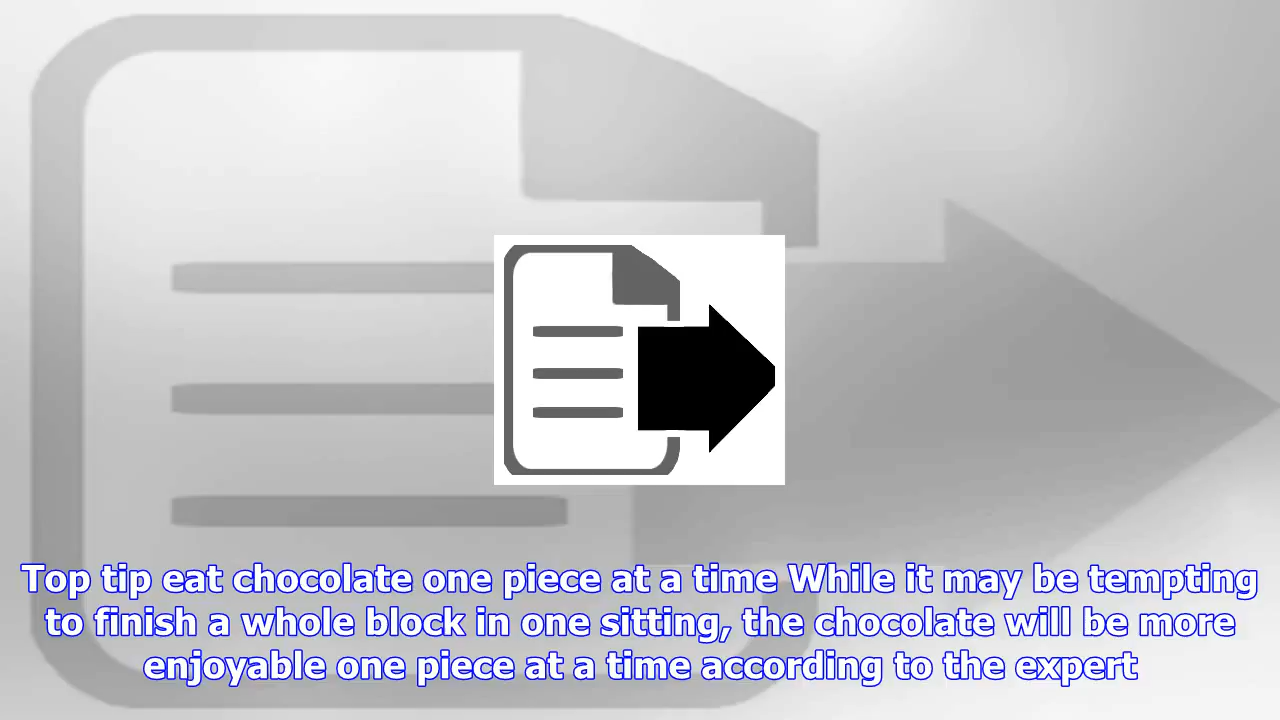 Top tip eat chocolate one piece at a time While it may be tempting
to finish a whole block in one sitting, the chocolate will be more
enjoyable one piece at a time according to the expert